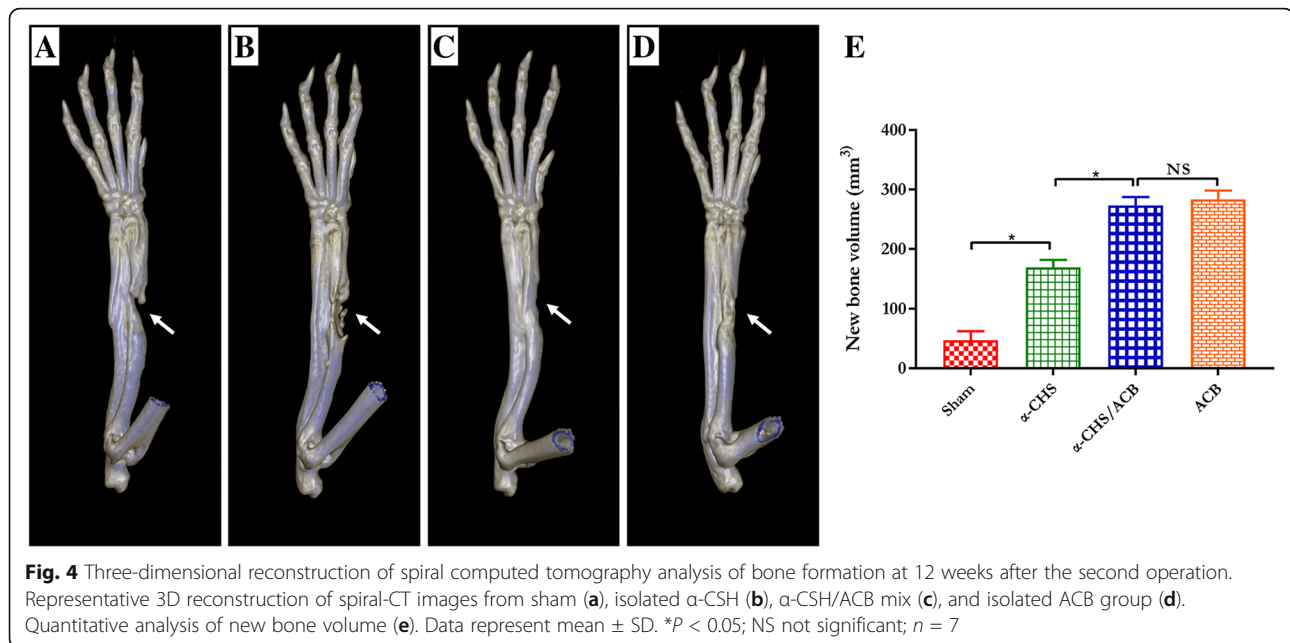 A
B
C
D
E
New bone volume (mm³)
400
300
200
100
0
*
*
NS
Sham
α-CHS
α-CHS/ACB
ACB
Fig. 4 Three-dimensional reconstruction of spiral computed tomography analysis of bone formation at 12 weeks after the second operation.
Representative 3D reconstruction of spiral-CT images from sham (a), isolated α-CSH (b), α-CSH/ACB mix (c), and isolated ACB group (d).
Quantitative analysis of new bone volume (e). Data represent mean ± SD. *P < 0.05; NS not significant; n = 7